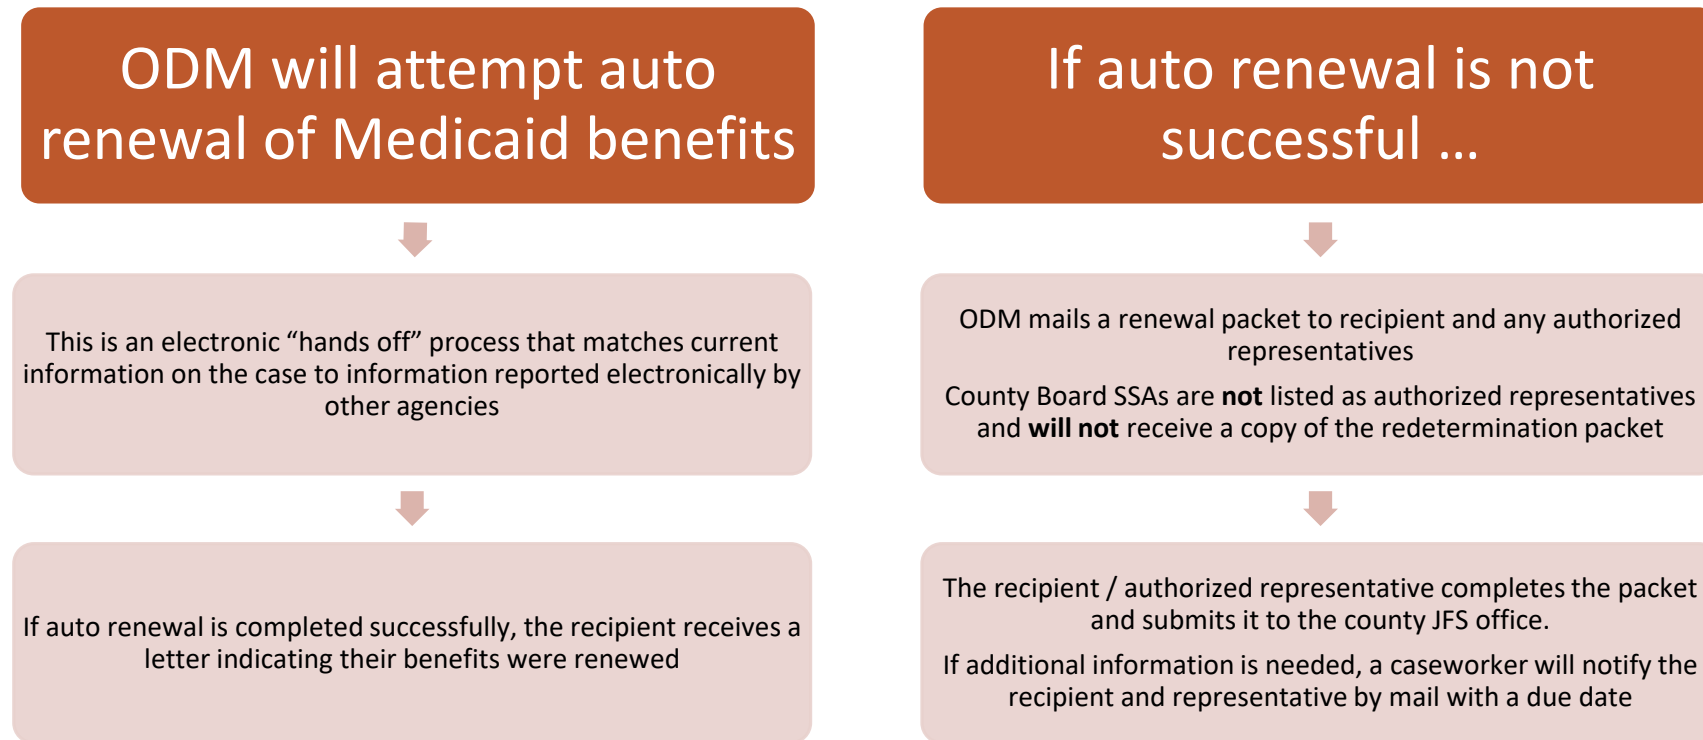 ODM will attempt auto
renewal of Medicaid benefits
This is an electronic “hands off” process that matches current
information on the case to information reported electronically by
other agencies
If auto renewal is completed successfully, the recipient receives a
letter indicating their benefits were renewed
If auto renewal is not
successful …
ODM mails a renewal packet to recipient and any authorized
representatives
County Board SSAs are not listed as authorized representatives
and will not receive a copy of the redetermination packet
The recipient / authorized representative completes the packet
and submits it to the county JFS office.
If additional information is needed, a caseworker will notify the
recipient and representative by mail with a due date